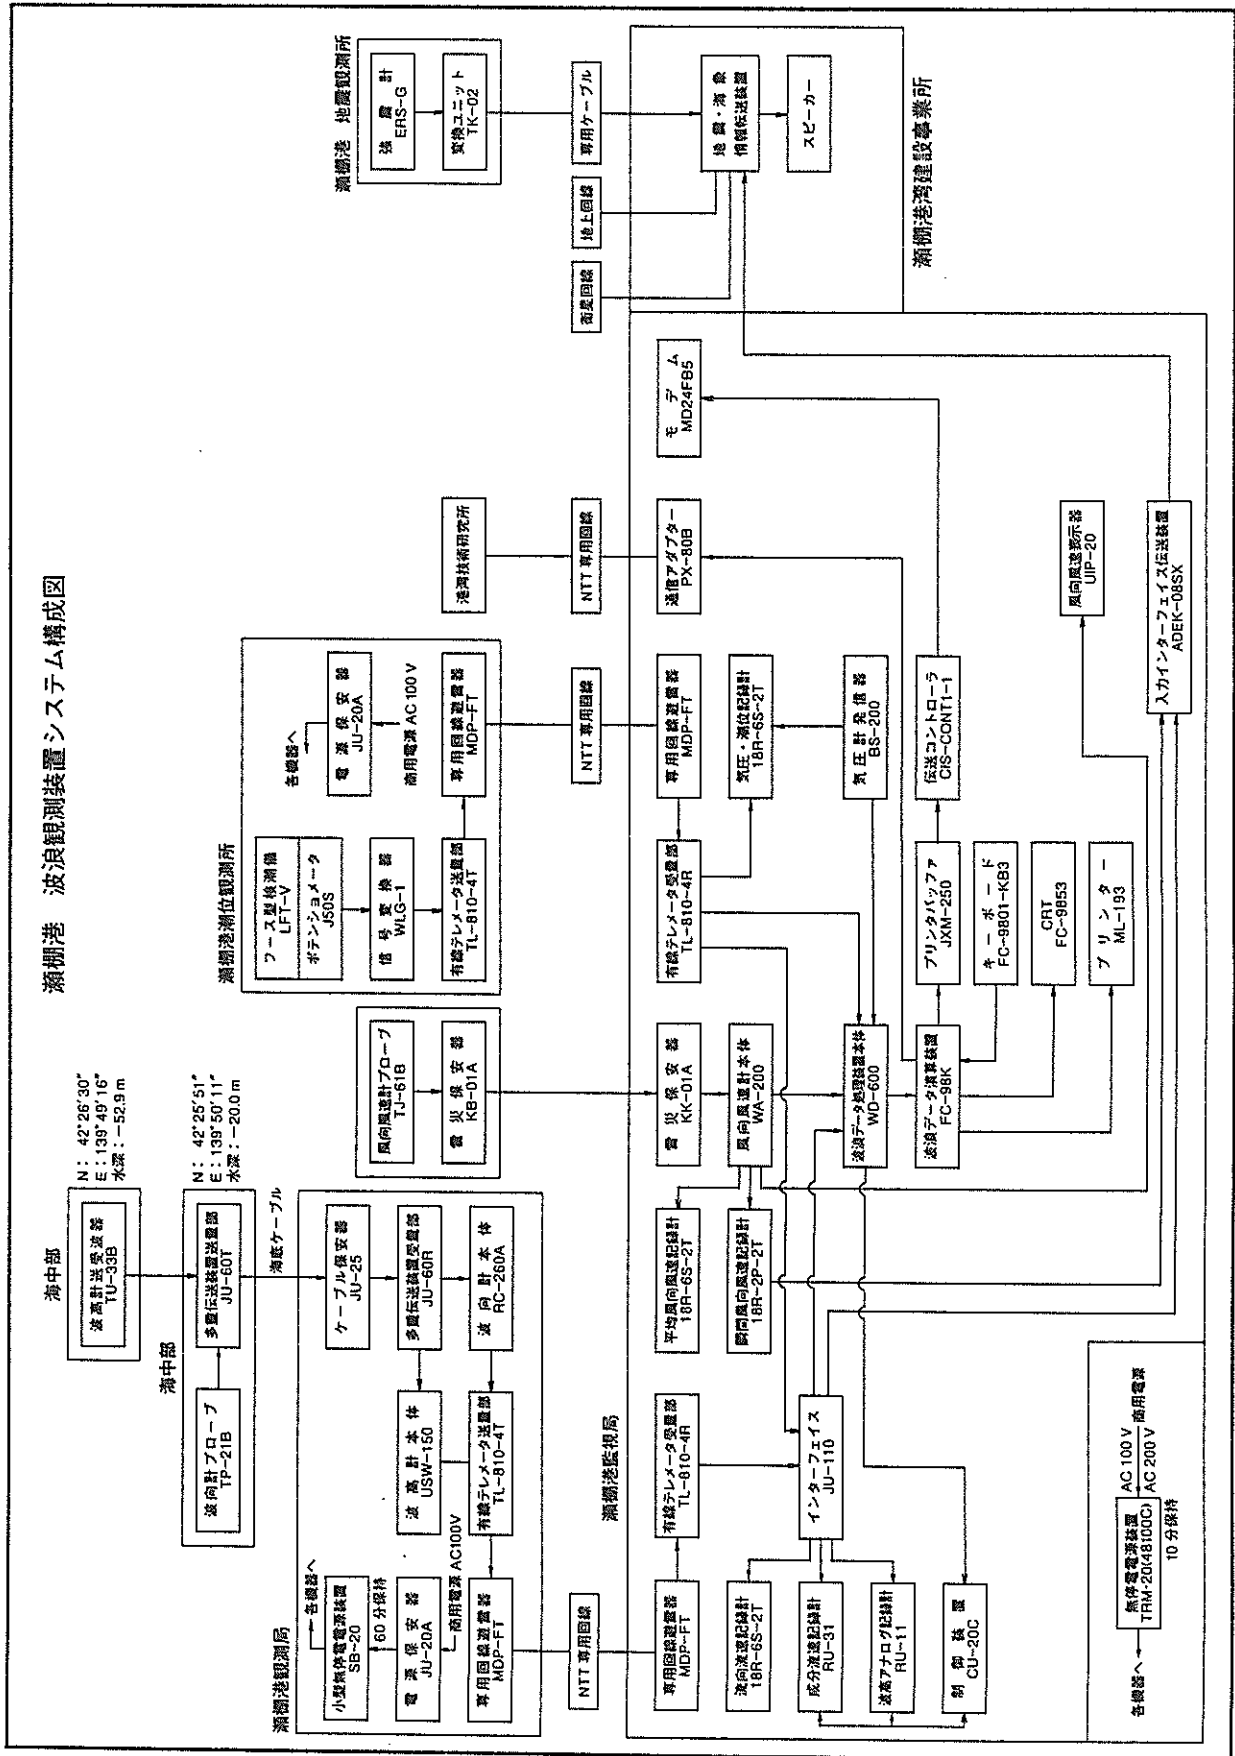 瀬棚港　波浪観測装置システム構成図
海中部
波高計送受波器
TU-33B
N： 42°26′30″
E：139°49′16″
水深：−52.9m
海中部
波向計プローブ
TP-21B
多重伝送装置送量部
JU-60T
N： 42°25′51″
E：139°50′11″
水深：−20.0m
海底ケーブル
瀬棚港観測局
各機器へ
小型無停電電源装置
SB-20
60分保持
電源保安器
JU-20A
商用電源 AC100V
専用回線避雷器
MDP-FT
ケーブル保安器
JU-25
多重伝送装置受量部
JU-60R
波向計本体
RC-260A
波高計本体
USW-150
有線テレメータ送量部
TL-810-4T
NTT 専用回線
風向風速計プローブ
TJ-61B
雷災保安器
KB-01A
瀬棚港潮位観測所
フース型検潮儀
LFT-V
ポテンショメータ
J50S
信号変換器
WLG-1
有線テレメータ送量部
TL-810-4T
各機器へ
電源保安器
JU-20A
商用電源 AC100V
専用回線避雷器
MDP-FT
NTT 専用回線
港湾技術研究所
NTT 専用回線
瀬棚港　地震観測所
強震計
ERS-G
変換ユニット
TK-02
専用ケーブル
地上回線
衛星回線
瀬棚港監視局
専用回線避雷器
MDP-FT
有線テレメータ受量部
TL-810-4R
流向流速記録計
18R-6S-2T
成分流速記録計
RU-31
波高アナログ記録計
RU-11
制御装置
CU-20C
インターフェイス
JU-110
平均風向風速記録計
18R-6S-2T
瞬間風向風速記録計
18R-2P-2T
雷災保安器
KK-01A
風向風速計本体
WA-200
波浪データ処理装置本体
WD-600
波浪データ演算装置
FC-98K
有線テレメータ受量部
TL-810-4R
専用回線避雷器
MDP-FT
気圧・潮位記録計
18R-6S-2T
気圧計発信器
BS-200
プリンタバッファ
JXM-250
伝送コントローラ
CIS-CONT1-1
キーボード
FC-9801-KB3
CRT
FC-9853
プリンター
ML-193
通信アダプター
PX-80B
モデム
MD24FB5
風向風速表示器
UIP-20
入力インターフェイス伝送装置
ADEK-08SX
各機器へ
無停電電源装置
TRM-20(48100C)
10分保持
AC 100V
AC 200V
商用電源
瀬棚港湾建設事業所
地震・海象
情報転送装置
スピーカー